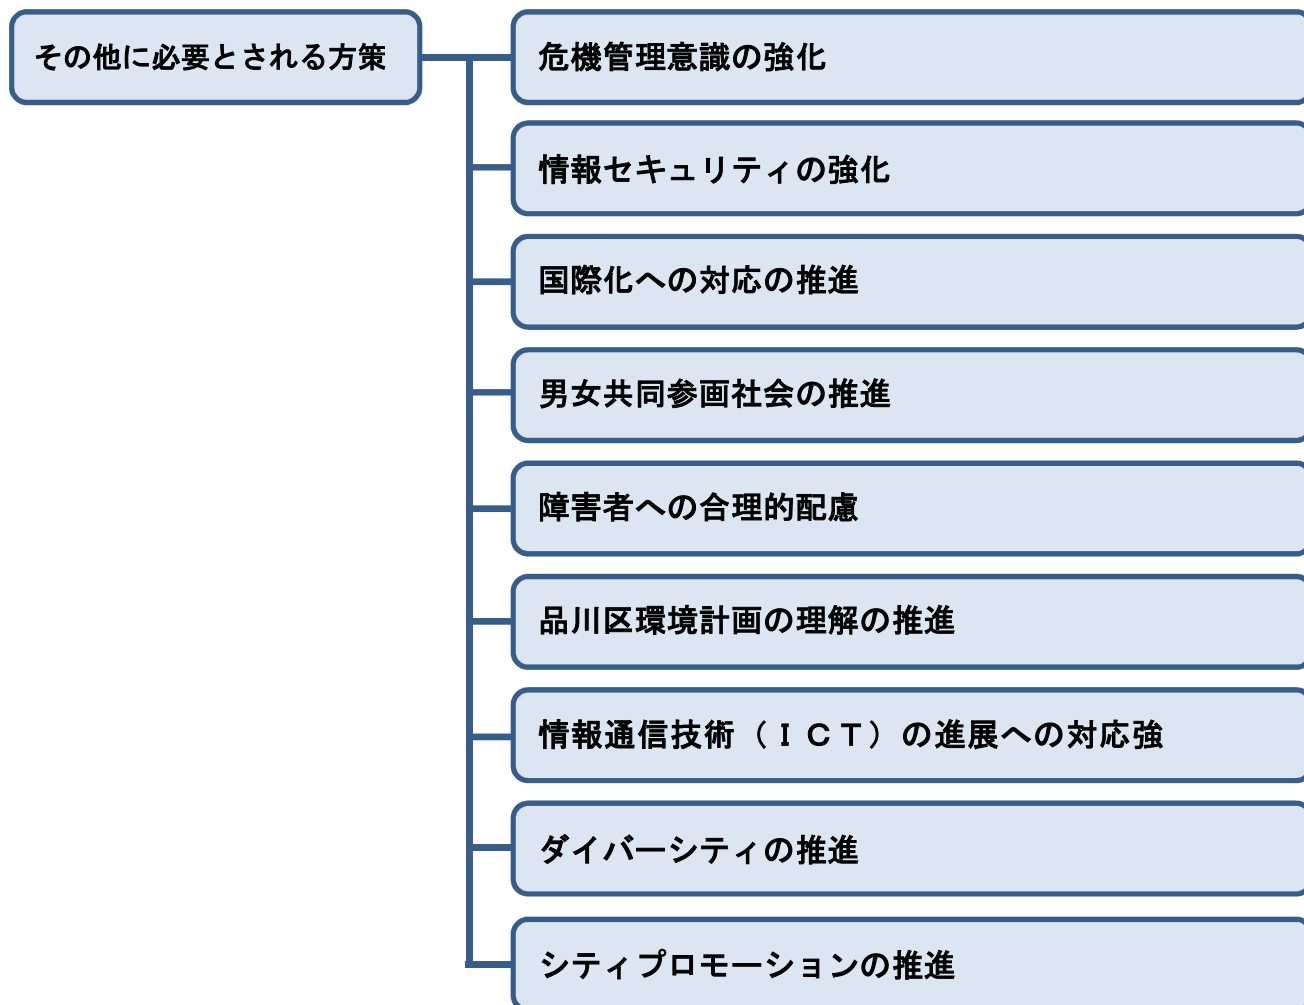 その他に必要とされる方策
危機管理意識の強化
情報セキュリティの強化
国際化への対応の推進
男女共同参画社会の推進
障害者への合理的配慮
品川区環境計画の理解の推進
情報通信技術（ＩＣＴ）の進展への対応強
ダイバーシティの推進
シティプロモーションの推進